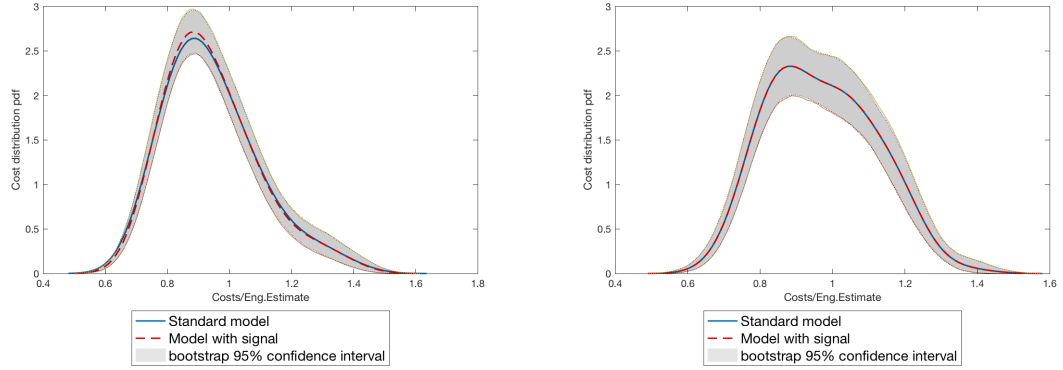 3
2.5
2
1.5
1
0.5
0
Cost distribution pdf
0.4 0.6 0.8 1 1.2 1.4 1.6 1.8
Costs/Eng.Estimate
Standard model
Model with signal
bootstrap 95% confidence interval
3
2.5
2
1.5
1
0.5
0
Cost distribution pdf
0.4 0.6 0.8 1 1.2 1.4 1.6
Costs/Eng.Estimate
Standard model
Model with signal
bootstrap 95% confidence interval